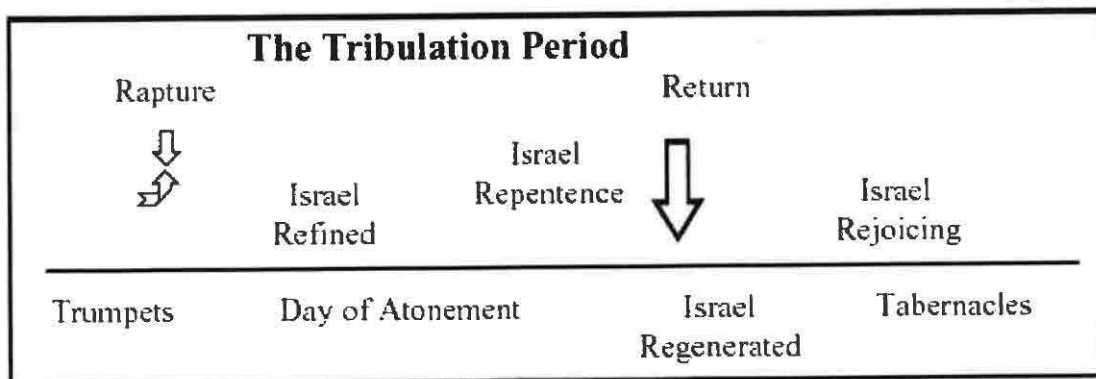 The Tribulation Period
Rapture
Return
Israel
Repentence
Israel
Refined
Israel
Rejoicing
Trumpets
Day of Atonement
Israel
Regenerated
Tabernacles